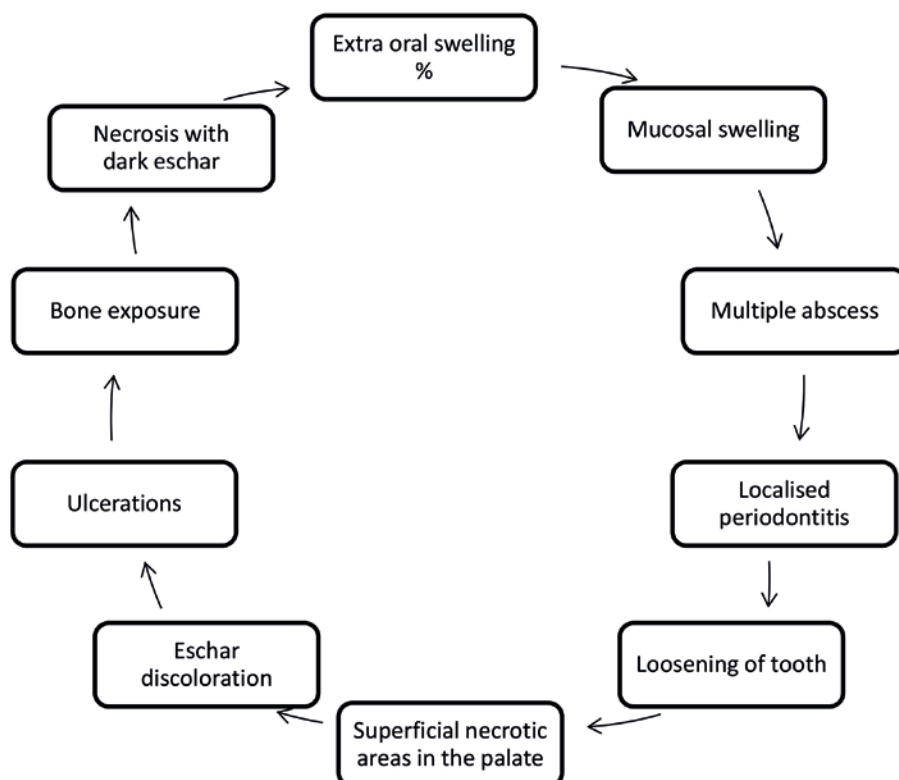 Extra oral swelling
%
Mucosal swelling
Multiple abscess
Localised
periodontitis
Loosening of tooth
Superficial necrotic
areas in the palate
Eschar
discoloration
Ulcerations
Bone exposure
Necrosis with
dark eschar